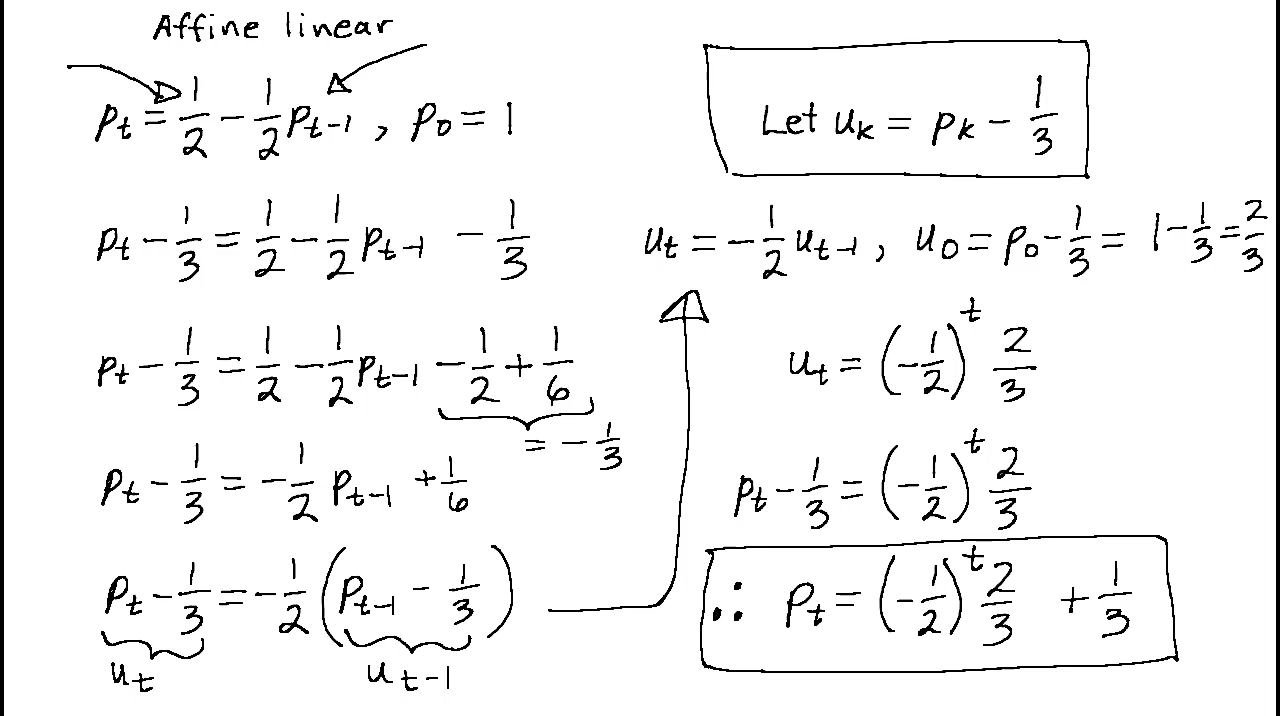 Affine linear
p_t = 1/2 - 1/2 p_{t-1} , p_0 = 1
p_t - 1/3 = 1/2 - 1/2 p_{t-1} - 1/3
p_t - 1/3 = 1/2 - 1/2 p_{t-1} - 1/2 + 1/6
= - 1/3
p_t - 1/3 = - 1/2 p_{t-1} + 1/6
p_t - 1/3 = - 1/2 ( p_{t-1} - 1/3 )
u_t u_{t-1}
Let u_k = p_k - 1/3
u_t = - 1/2 u_{t-1} , u_0 = p_0 - 1/3 = 1 - 1/3 = 2/3
u_t = ( - 1/2 )^t 2/3
p_t - 1/3 = ( - 1/2 )^t 2/3
∴ p_t = ( - 1/2 )^t 2/3 + 1/3